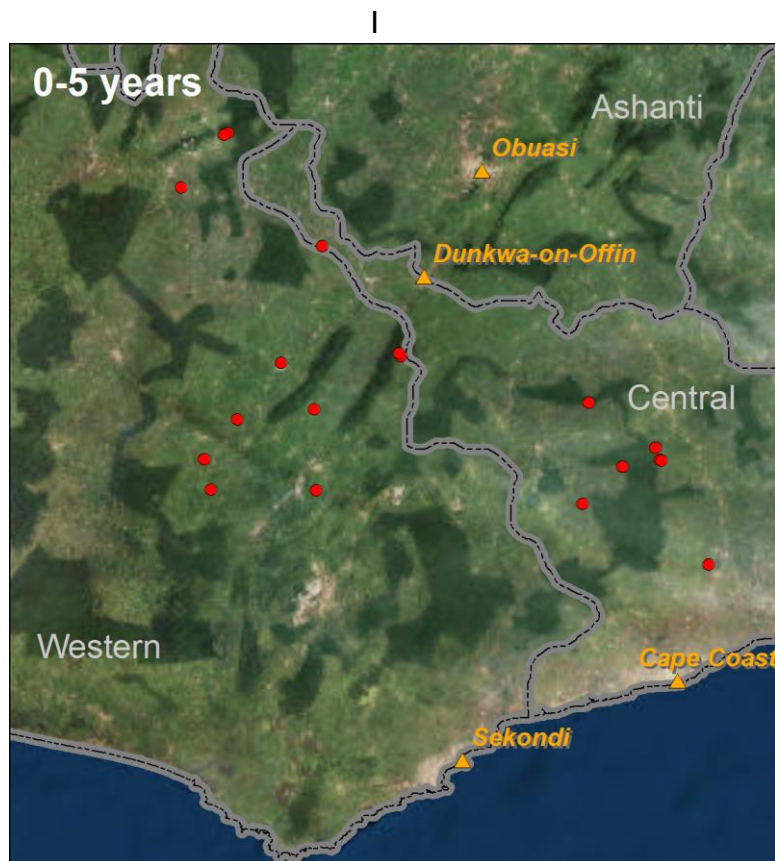 I
0-5 years
Ashanti
Obuasi
Dunkwa-on-Offin
Central
Western
Cape Coast
Sekondi